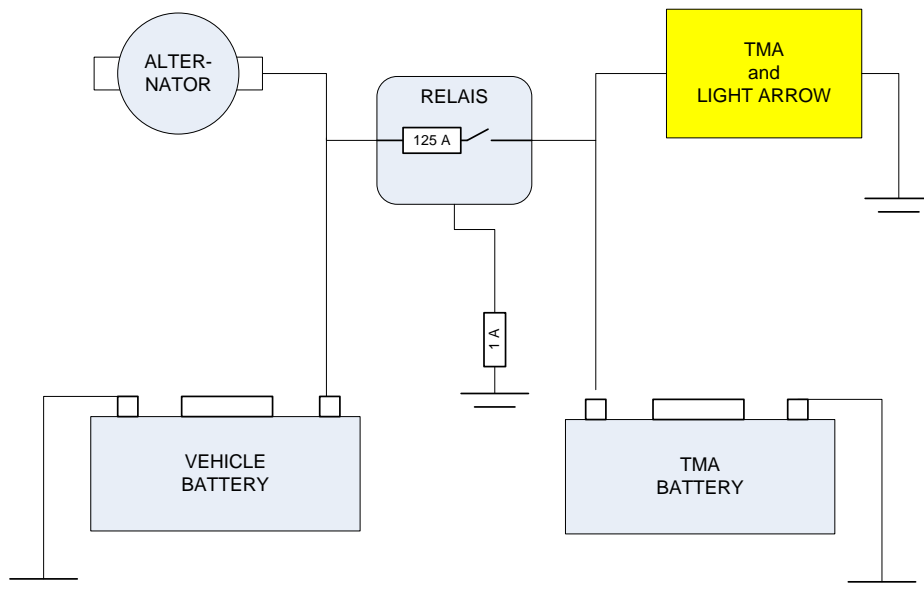 ALTER-
NATOR
RELAIS
125 A
TMA
and
LIGHT ARROW
1 A
VEHICLE
BATTERY
TMA
BATTERY